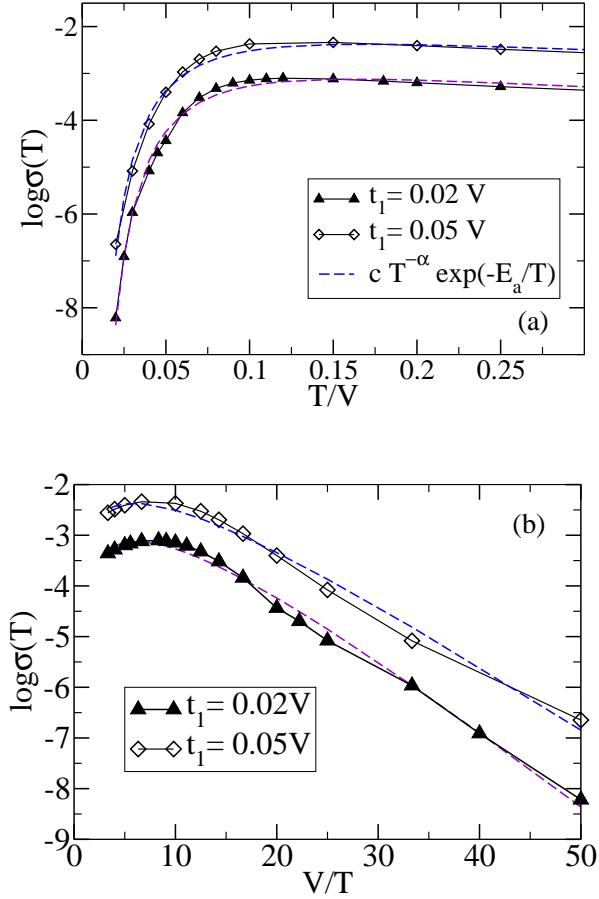 -2
-4
-6
-8
logσ(T)
t₁= 0.02 V
t₁= 0.05 V
c T^{-α} exp(-E_a/T)
(a)
0 0.05 0.1 0.15 0.2 0.25
T/V
-2
-3
-4
-5
-6
-7
-8
-9
logσ(T)
(b)
t₁= 0.02V
t₁= 0.05V
0 10 20 30 40 50
V/T